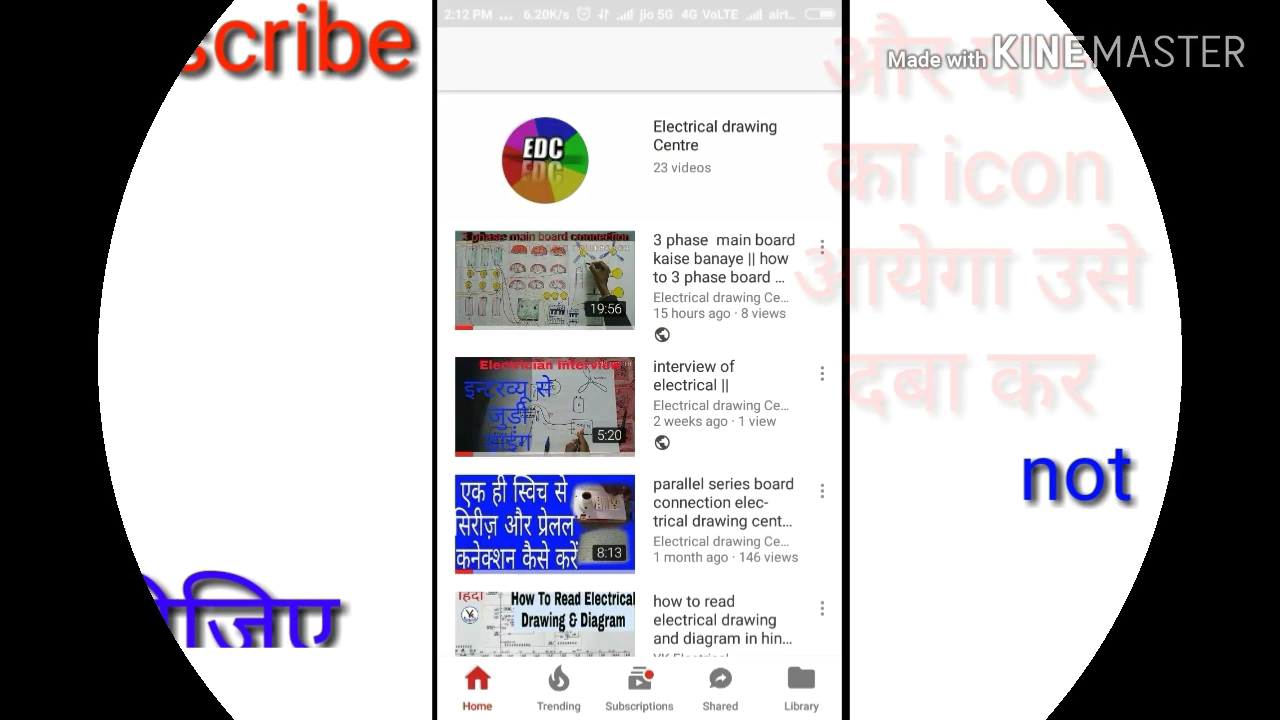 scribe
2:12 PM ... 6.20K/s jio 5G 4G VoLTE airt..
Made with KINEMASTER
और घण्टी
का icon
आयेगा उसे
दबा कर
not
जिए
EDC
Electrical drawing
Centre
23 videos
3 phase main board connection
19:56
3 phase main board
kaise banaye || how
to 3 phase board ...
Electrical drawing Ce...
15 hours ago · 8 views
Electrician interview
इन्टरव्यू से
जुडी
ड्राइंग
5:20
interview of
electrical ||
Electrical drawing Ce...
2 weeks ago · 1 view
एक ही स्विच से
सिरीज़ और प्रेलल
कनेक्शन कैसे करें
8:13
parallel series board
connection elec-
trical drawing cent...
Electrical drawing Ce...
1 month ago · 146 views
हिंदी
How To Read Electrical
Drawing & Diagram
how to read
electrical drawing
and diagram in hin...
YK Electrical
Home
Trending
Subscriptions
Shared
Library